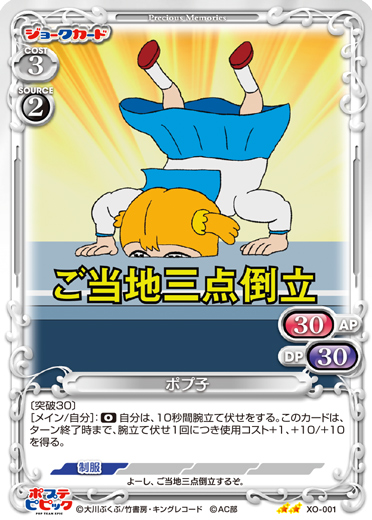 Precious Memories
ジョークカード
COST
3
SOURCE
2
ご当地三点倒立
30 AP
DP 30
ポプ子
[突破30]
[メイン/自分]:0自分は、10秒間腕立て伏せをする。このカードは、
ターン終了時まで、腕立て伏せ1回につき使用コスト+1、+10/+10
を得る。
制服
よーし、ご当地三点倒立するぞ。
ポプテピピック
POP TEAM EPIC
©大川ぶくぶ/竹書房・キングレコード ©AC部
XO-001